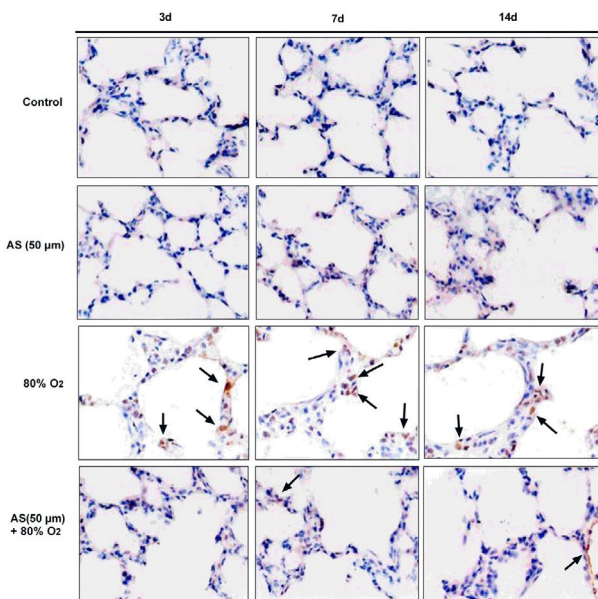 3d 7d 14d
Control
AS (50 µm)
80% O2
AS(50 µm)
+ 80% O2